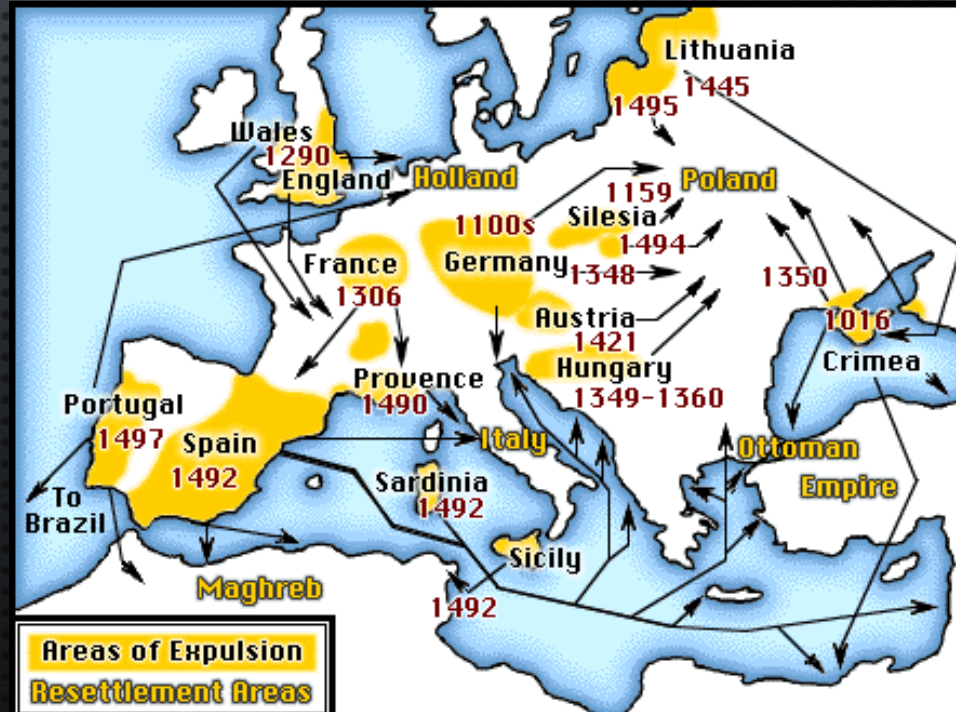 Lithuania
1445
1495
Wales
1290
England
Holland
1159
Poland
Silesia
1100s
1494
Germany
1348
France
1306
1350
Austria
1421
1016
Crimea
Hungary
1349-1360
Provence
1490
Portugal
1497
Spain
1492
Italy
Ottoman
Empire
Sardinia
1492
To
Brazil
Sicily
Maghreb
1492
Areas of Expulsion
Resettlement Areas